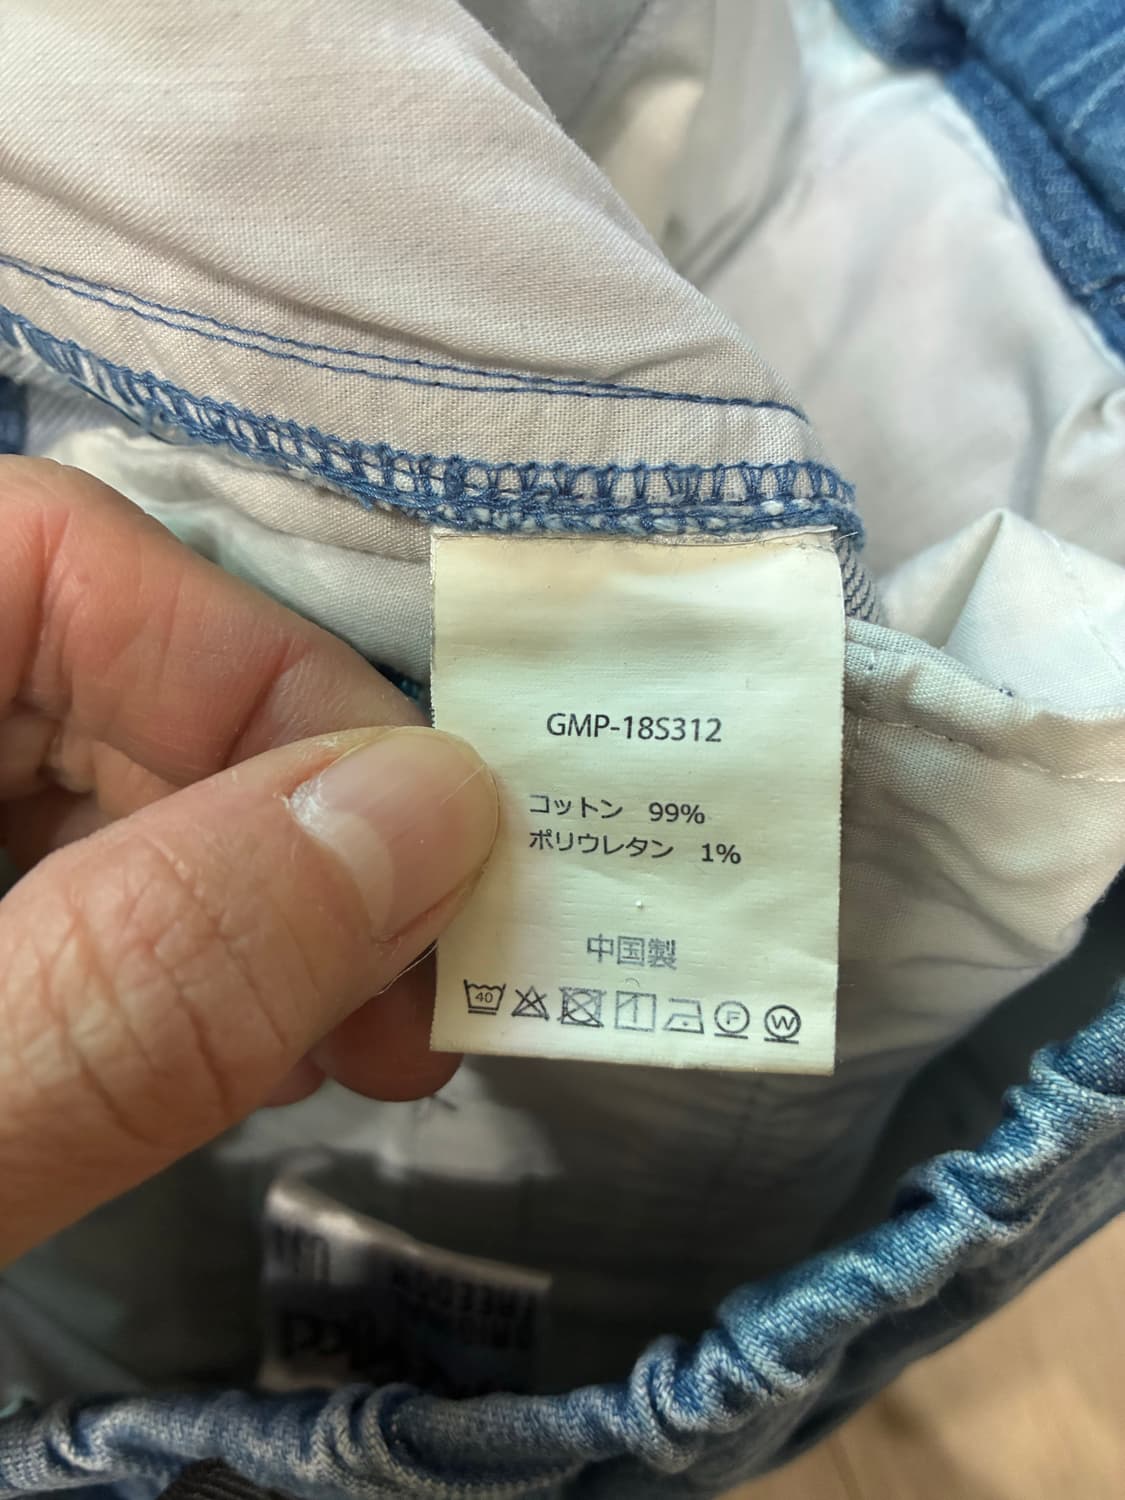 GMP-18S312
コットン 99%
ポリウレタン 1%
中国製
40
F
W